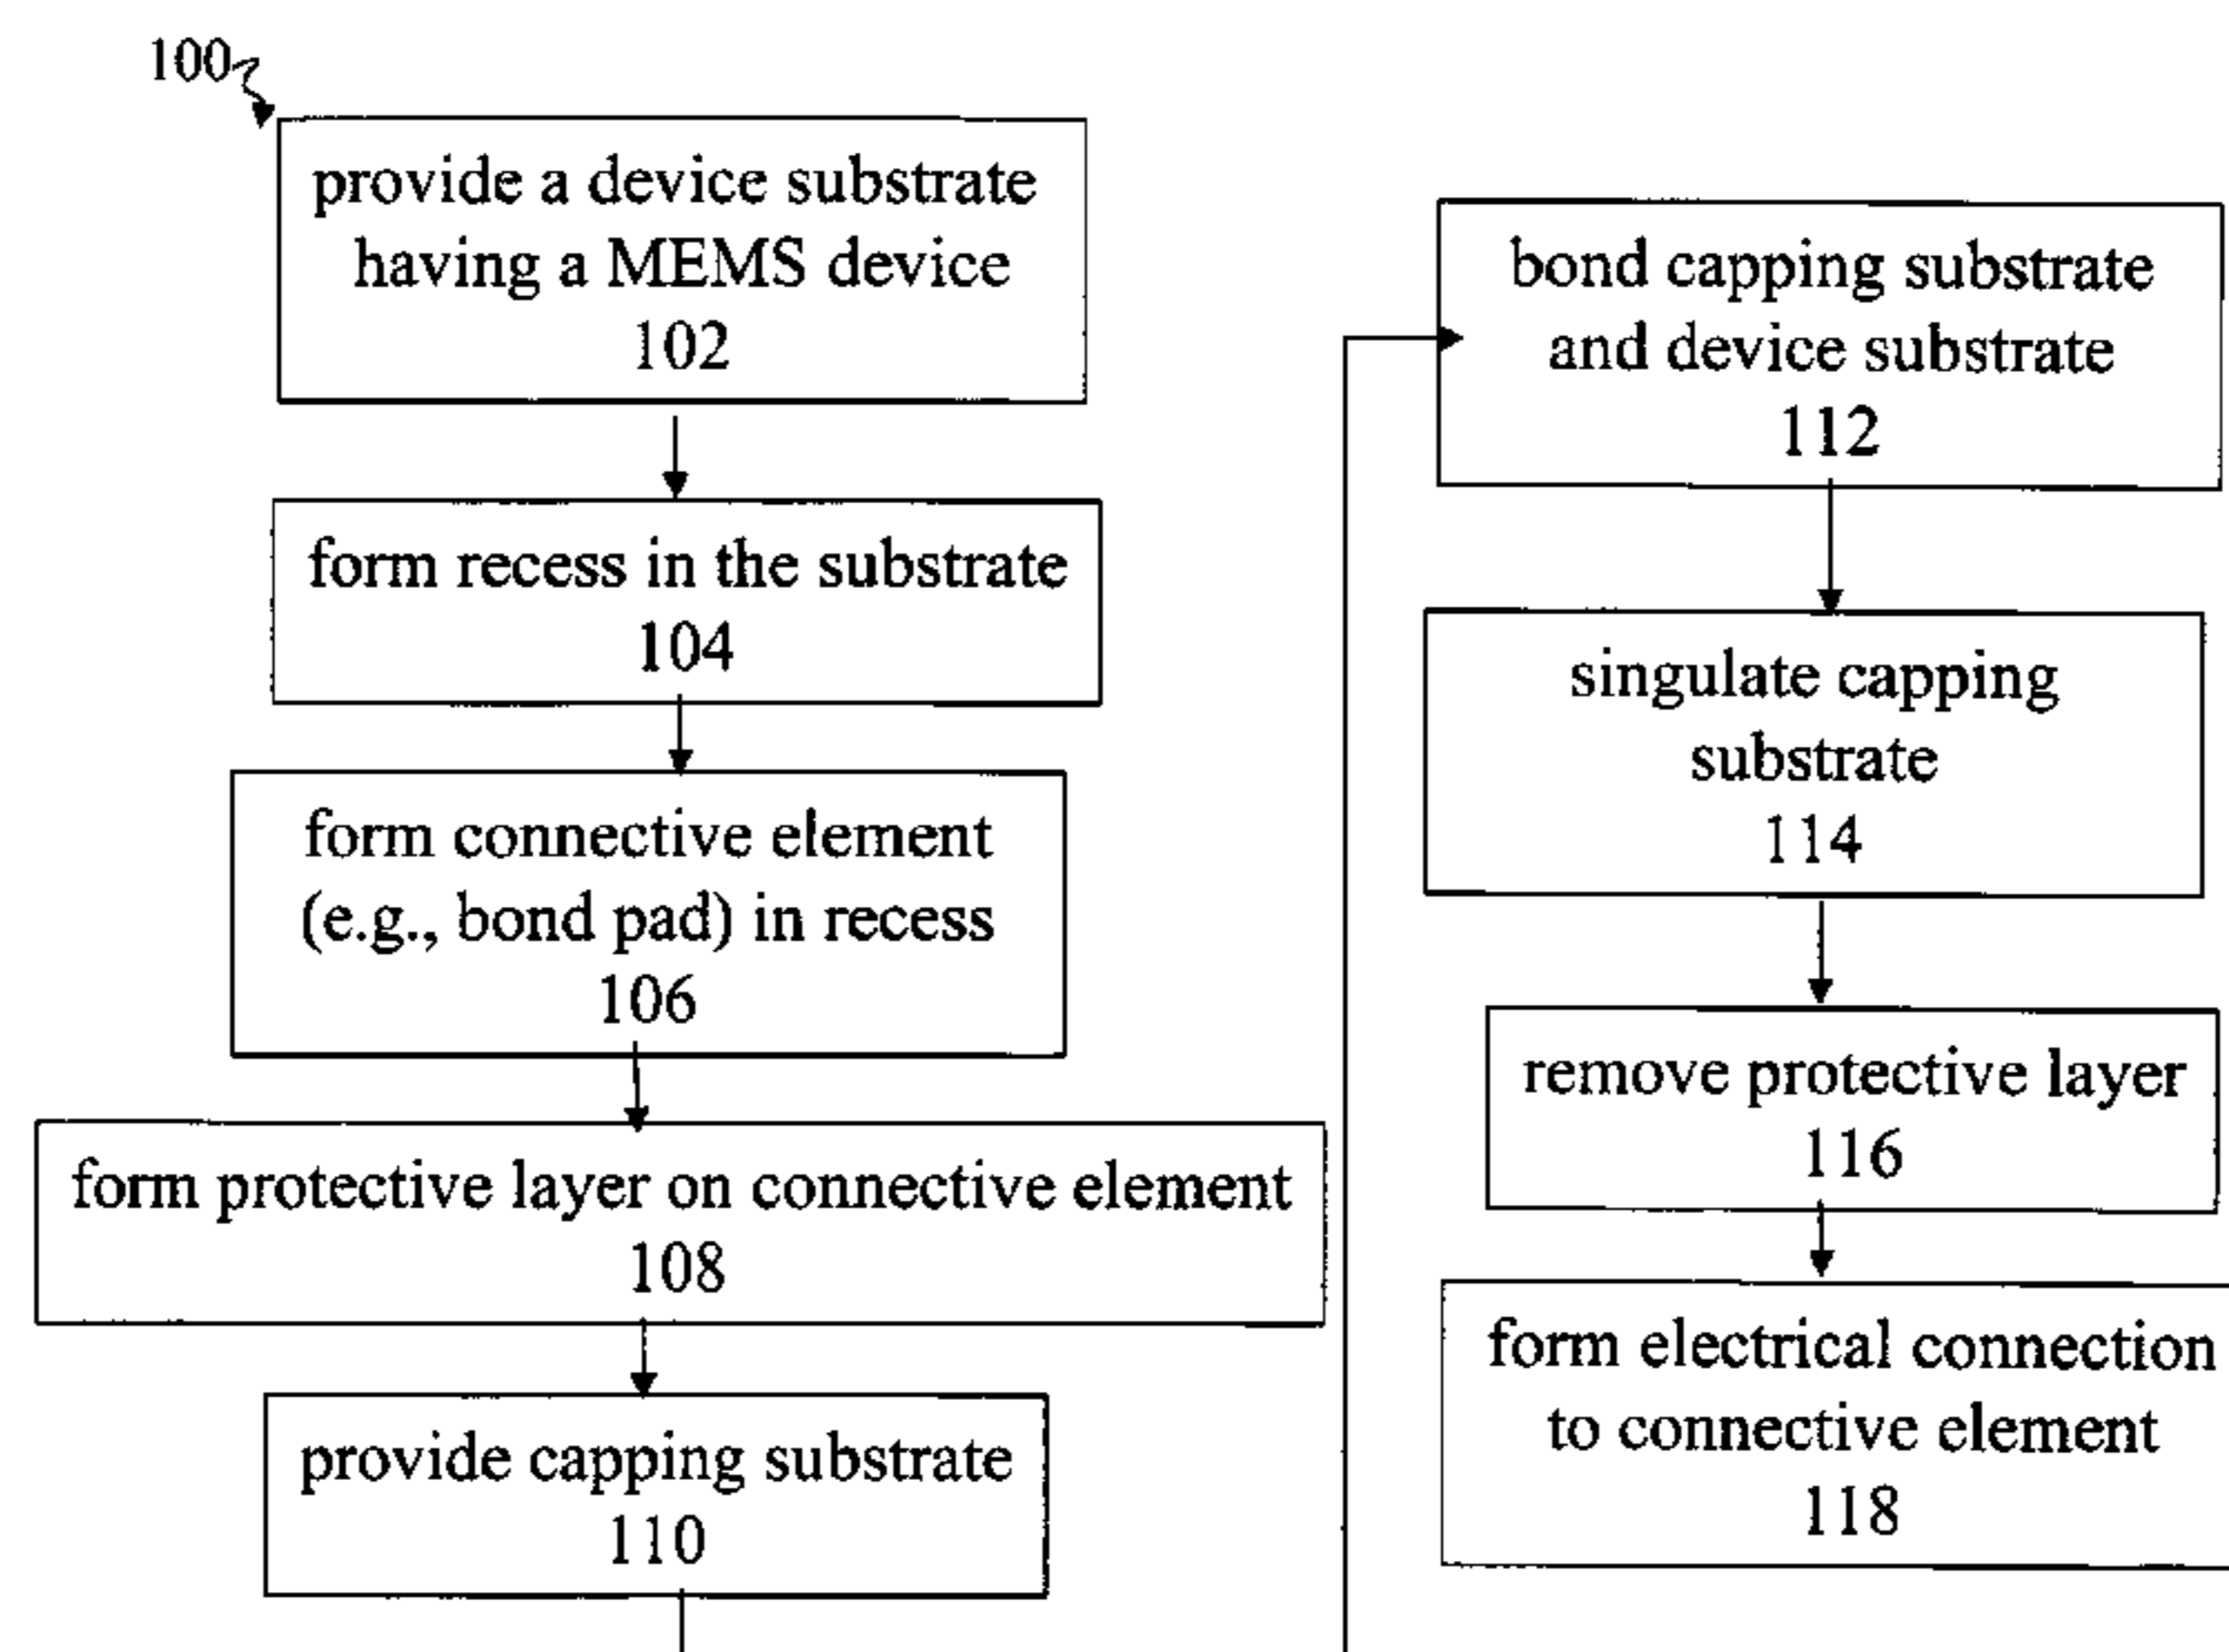 100
provide a device substrate
having a MEMS device
102
form recess in the substrate
104
form connective element
(e.g., bond pad) in recess
106
form protective layer on connective element
108
provide capping substrate
110
bond capping substrate
and device substrate
112
singulate capping
substrate
114
remove protective layer
116
form electrical connection
to connective element
118